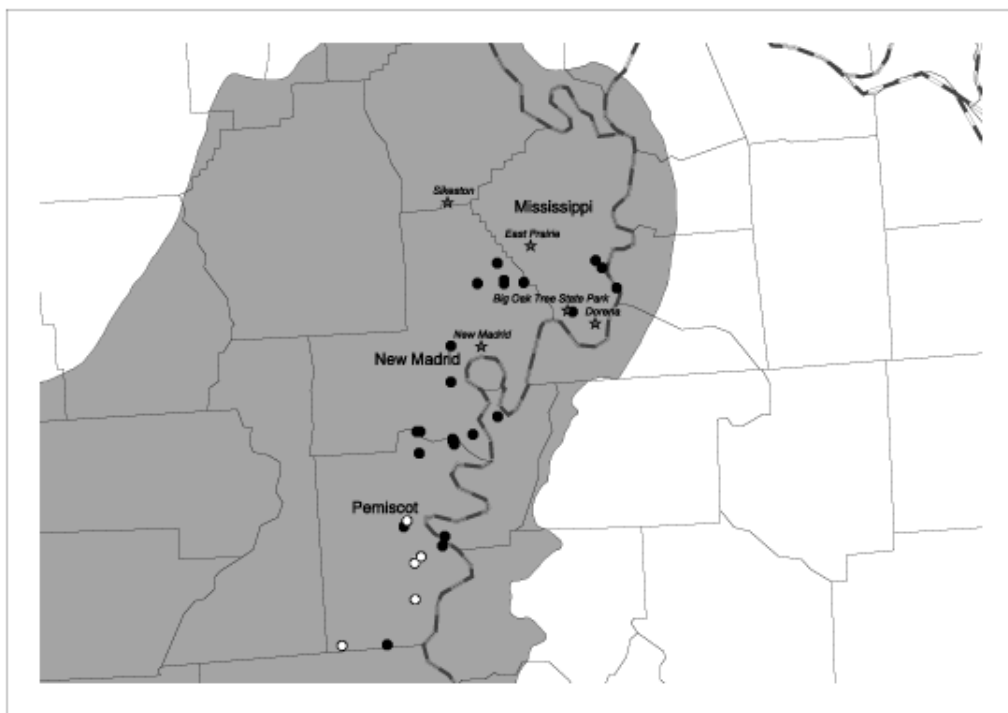 Sikeston
Mississippi
East Prairie
Big Oak Tree State Park
Dorena
New Madrid
New Madrid
Pemiscot